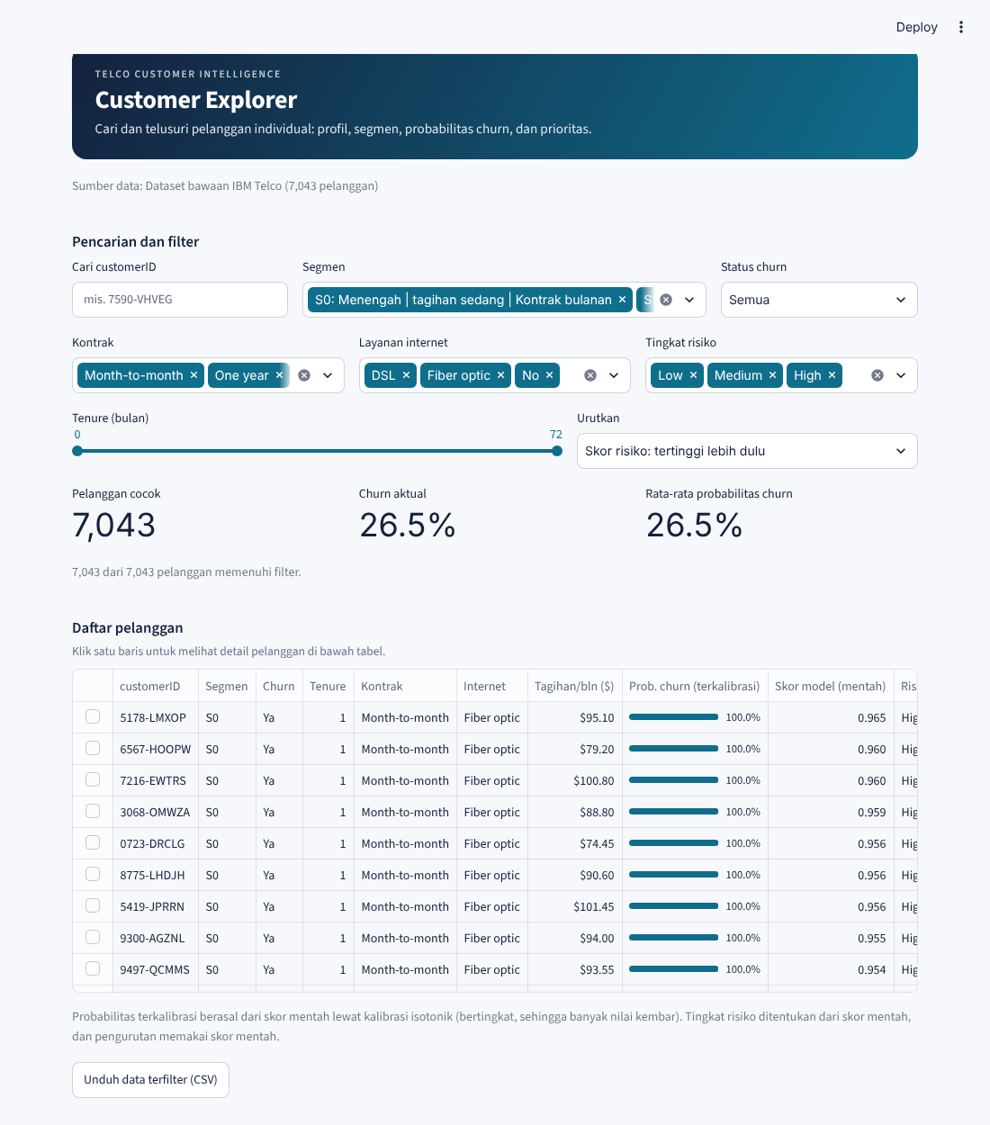 Deploy
TELCO CUSTOMER INTELLIGENCE
Customer Explorer
Cari dan telusuri pelanggan individual: profil, segmen, probabilitas churn, dan prioritas.
Sumber data: Dataset bawaan IBM Telco (7,043 pelanggan)
Pencarian dan filter
Cari customerID Segmen Status churn
mis. 7590-VHVEG S0: Menengah | tagihan sedang | Kontrak bulanan × Semua
Kontrak Layanan internet Tingkat risiko
Month-to-month × One year × DSL × Fiber optic × No × Low × Medium × High ×
Tenure (bulan) Urutkan
0 72
Skor risiko: tertinggi lebih dulu
Pelanggan cocok Churn aktual Rata-rata probabilitas churn
7,043 26.5% 26.5%
7,043 dari 7,043 pelanggan memenuhi filter.
Daftar pelanggan
Klik satu baris untuk melihat detail pelanggan di bawah tabel.
customerID Segmen Churn Tenure Kontrak Internet Tagihan/bln ($) Prob. churn (terkalibrasi) Skor model (mentah) Ris
5178-LMXOP S0 Ya 1 Month-to-month Fiber optic $95.10 100.0% 0.965 Hig
6567-HOOPW S0 Ya 1 Month-to-month Fiber optic $79.20 100.0% 0.960 Hig
7216-EWTRS S0 Ya 1 Month-to-month Fiber optic $100.80 100.0% 0.960 Hig
3068-OMWZA S0 Ya 1 Month-to-month Fiber optic $88.80 100.0% 0.959 Hig
0723-DRCLG S0 Ya 1 Month-to-month Fiber optic $74.45 100.0% 0.956 Hig
8775-LHDJH S0 Ya 1 Month-to-month Fiber optic $90.60 100.0% 0.956 Hig
5419-JPRRN S0 Ya 1 Month-to-month Fiber optic $101.45 100.0% 0.956 Hig
9300-AGZNL S0 Ya 1 Month-to-month Fiber optic $94.00 100.0% 0.955 Hig
9497-QCMMS S0 Ya 1 Month-to-month Fiber optic $93.55 100.0% 0.954 Hig
Probabilitas terkalibrasi berasal dari skor mentah lewat kalibrasi isotonik (bertingkat, sehingga banyak nilai kembar). Tingkat risiko ditentukan dari skor mentah,
dan pengurutan memakai skor mentah.
Unduh data terfilter (CSV)